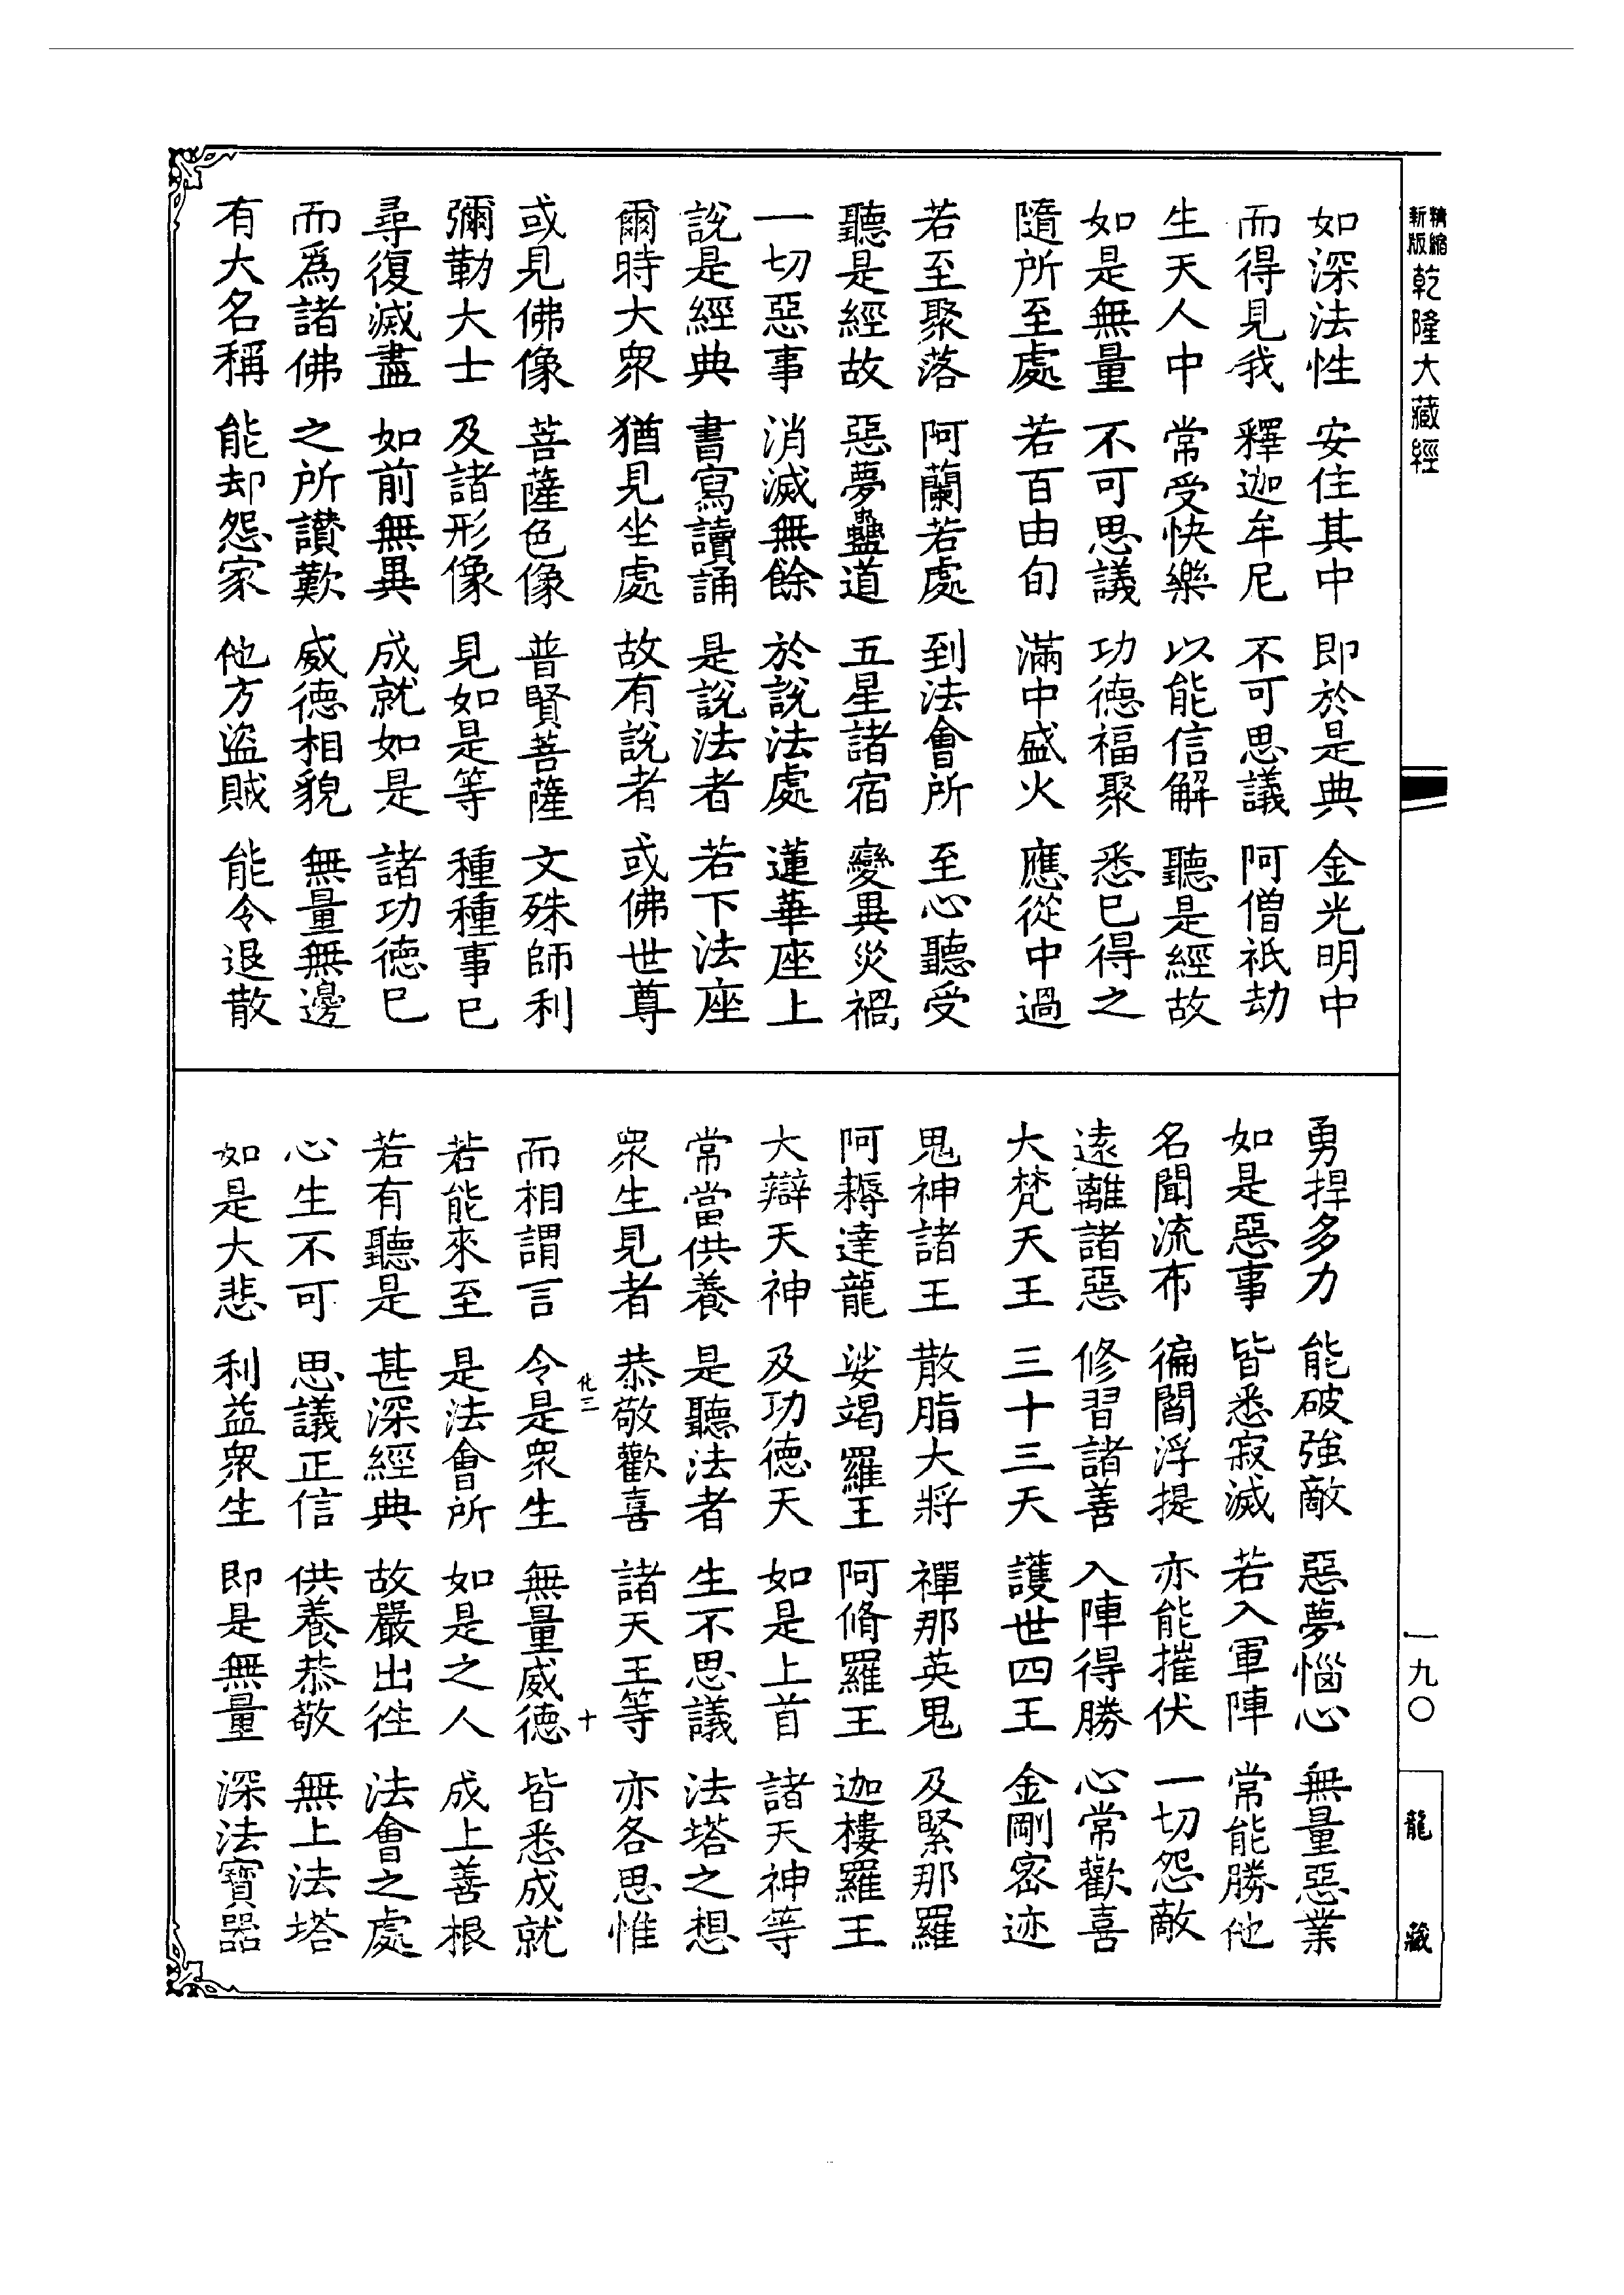 精縮
新版
乾隆大藏經
如深法性 安住其中 即於是典 金光明中
而得見我 釋迦牟尼 不可思議 阿僧祇劫
生天人中 常受快樂 以能信解 聽是經故
如是無量 不可思議 功德福聚 悉已得之
隨所至處 若百由旬 滿中盛火 應從中過
若至聚落 阿蘭若處 到法會所 至心聽受
聽是經故 惡夢蠱道 五星諸宿 變異災禍
一切惡事 消滅無餘 於說法處 蓮華座上
說是經典 書寫讀誦 是說法者 若下法座
爾時大眾 猶見坐處 故有說者 或佛世尊
或見佛像 菩薩色像 普賢菩薩 文殊師利
彌勒大士 及諸形像 見如是等 種種事已
尋復滅盡 如前無異 成就如是 諸功德已
而為諸佛 之所讚歎 威德相貌 無量無邊
有大名稱 能却怨家 他方盜賊 能令退散
勇捍多力 能破強敵 惡夢惱心 無量惡業
如是惡事 皆悉寂滅 若入軍陣 常能勝他
名聞流布 徧閻浮提 亦能摧伏 一切怨敵
遠離諸惡 修習諸善 入陣得勝 心常歡喜
大梵天王 三十三天 護世四王 金剛密迹
鬼神諸王 散脂大將 禪那英鬼 及緊那羅
阿耨達龍 娑竭羅王 阿脩羅王 迦樓羅王
大辯天神 及功德天 如是上首 諸天神等
常當供養 是聽法者 生不思議 法塔之想
眾生見者 恭敬歡喜 諸天王等 亦各思惟
化三 十
而相謂言 令是眾生 無量威德 皆悉成就
若能來至 是法會所 如是之人 成上善根
若有聽是 甚深經典 故嚴出往 法會之處
心生不可 思議正信 供養恭敬 無上法塔
如是大悲 利益眾生 即是無量 深法寶器
一九〇
龍藏